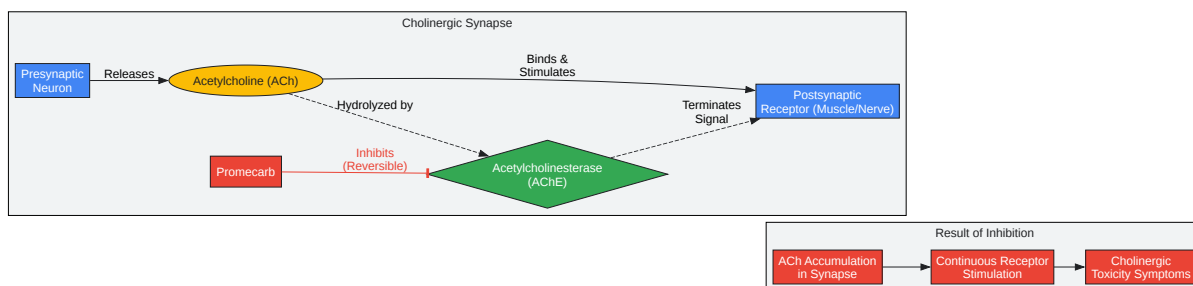 Cholinergic Synapse
Presynaptic
Neuron
Releases
Acetylcholine (ACh)
Binds &
Stimulates
Postsynaptic
Receptor (Muscle/Nerve)
Hydrolyzed by
Terminates
Signal
Promecarb
Inhibits
(Reversible)
Acetylcholinesterase
(AChE)
Result of Inhibition
ACh Accumulation
in Synapse
Continuous Receptor
Stimulation
Cholinergic
Toxicity Symptoms